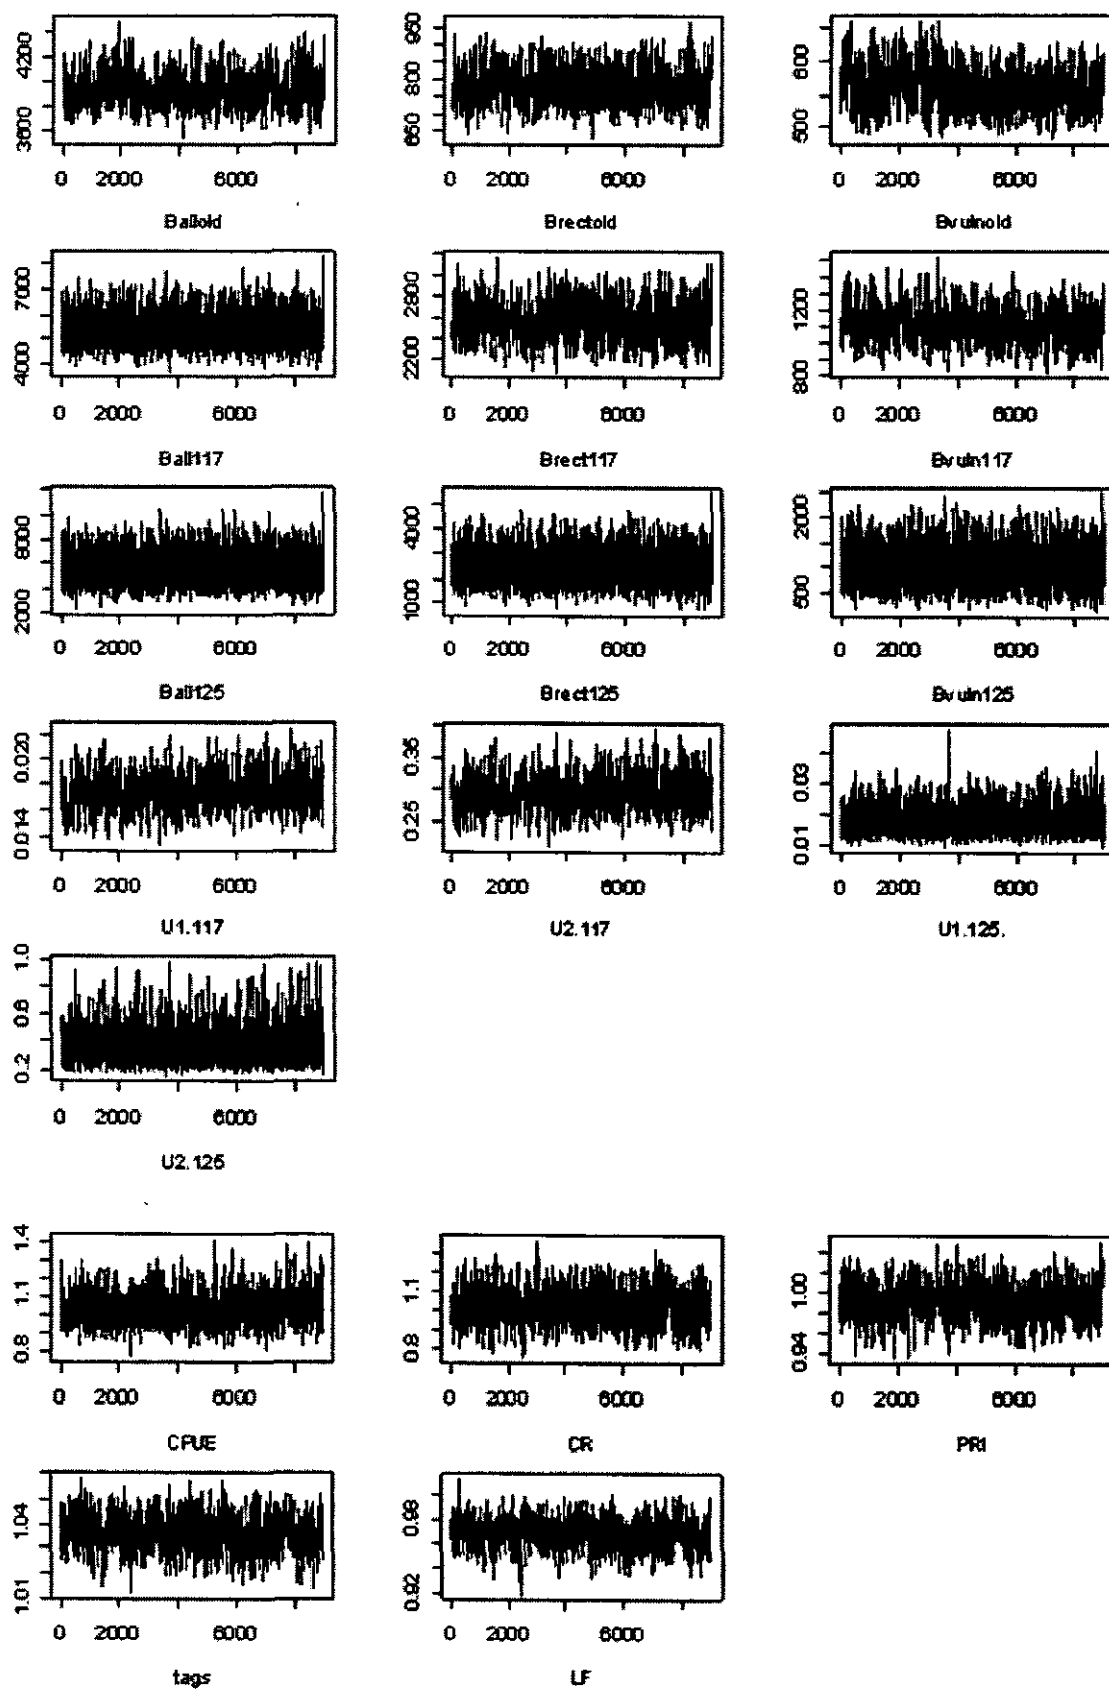 4200
3600
0 2000 6000
Ballold
950
800
650
0 2000 6000
Brectold
600
500
0 2000 6000
Bvulnold
7000
4000
0 2000 6000
Ball117
2800
2200
0 2000 6000
Brect117
1200
800
0 2000 6000
Bvuln117
8000
2000
0 2000 6000
Ball125
4000
1000
0 2000 6000
Brect125
2000
500
0 2000 6000
Bvuln125
0.020
0.014
0 2000 6000
U1.117
0.35
0.25
0 2000 6000
U2.117
0.03
0.01
0 2000 6000
U1.125.
1.0
0.6
0.2
0 2000 6000
U2.125
1.4
1.1
0.8
0 2000 6000
CPUE
1.1
0.8
0 2000 6000
CR
1.00
0.94
0 2000 6000
PRI
1.04
1.01
0 2000 6000
tags
0.98
0.92
0 2000 6000
LF